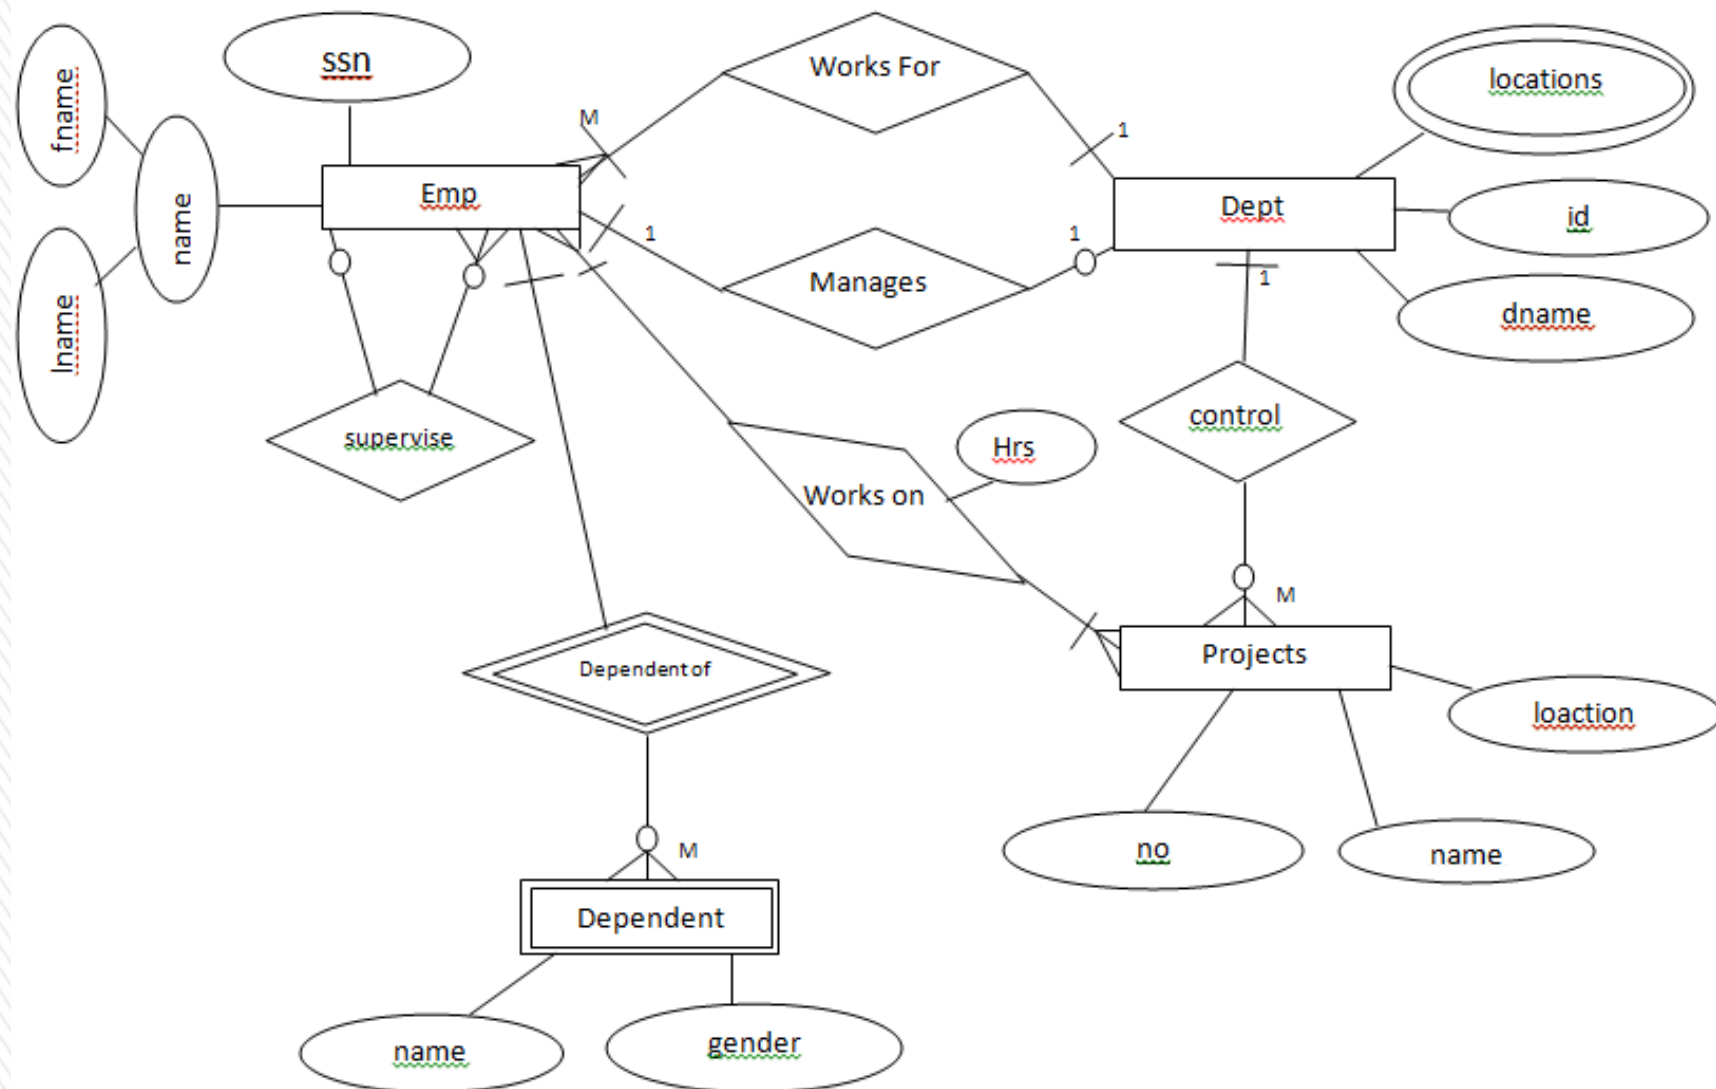 ssn
fname
name
lname
Emp
M
Works For
1
Dept
locations
id
dname
1
Manages
1
1
supervise
control
Hrs
Works on
M
Projects
loaction
no
name
Dependent of
M
Dependent
name
gender